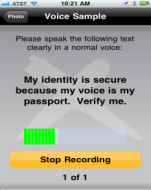 AT&T 10:21 AM
Photo Voice Sample
Please speak the following text
clearly in a normal voice:
My identity is secure
because my voice is my
passport. Verify me.
Stop Recording
1 of 1